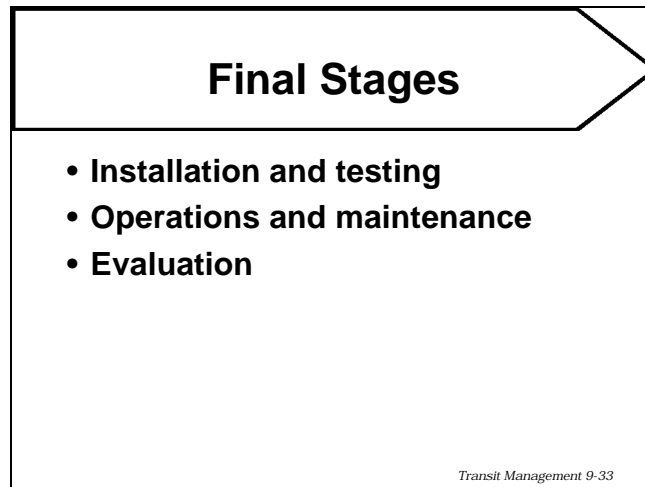 Final Stages
• Installation and testing
• Operations and maintenance
• Evaluation
Transit Management 9-33